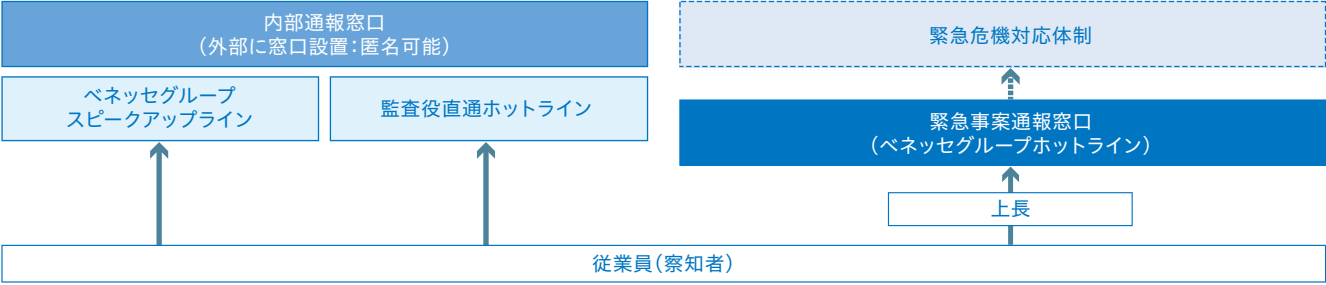 内部通報窓口
（外部に窓口設置：匿名可能）
ベネッセグループ
スピークアップライン
監査役直通ホットライン
緊急危機対応体制
緊急事案通報窓口
（ベネッセグループホットライン）
上長
従業員（察知者）